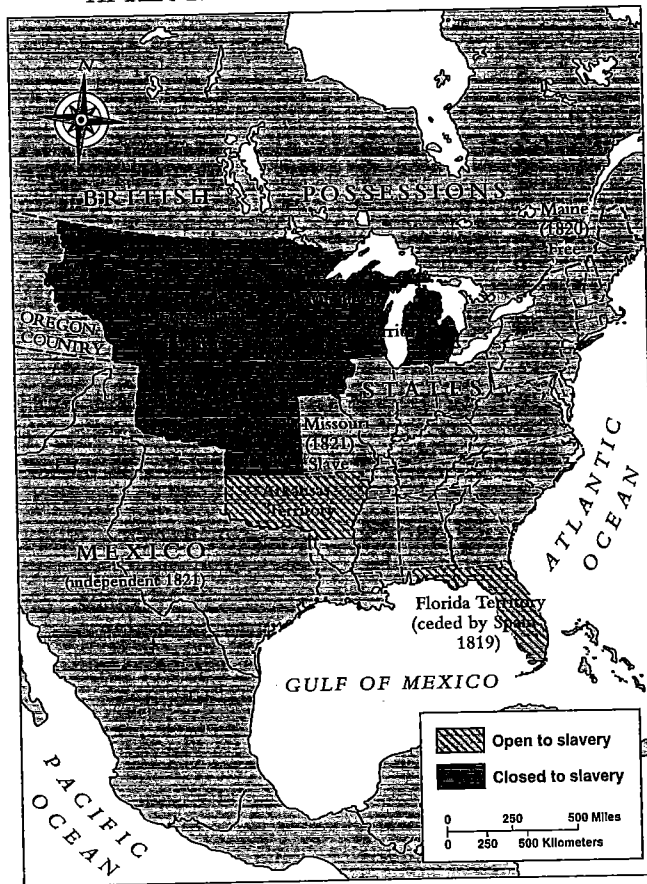 N
BRITISH POSSESSIONS
Maine
(1820)
Free
OREGON
COUNTRY
STATES
Missouri
(1821)
Slave
Arkansas
Territory
MEXICO
(independent 1821)
ATLANTIC
OCEAN
Florida Territory
(ceded by Spain,
1819)
GULF OF MEXICO
PACIFIC
OCEAN
Open to slavery
Closed to slavery
0 250 500 Miles
0 250 500 Kilometers